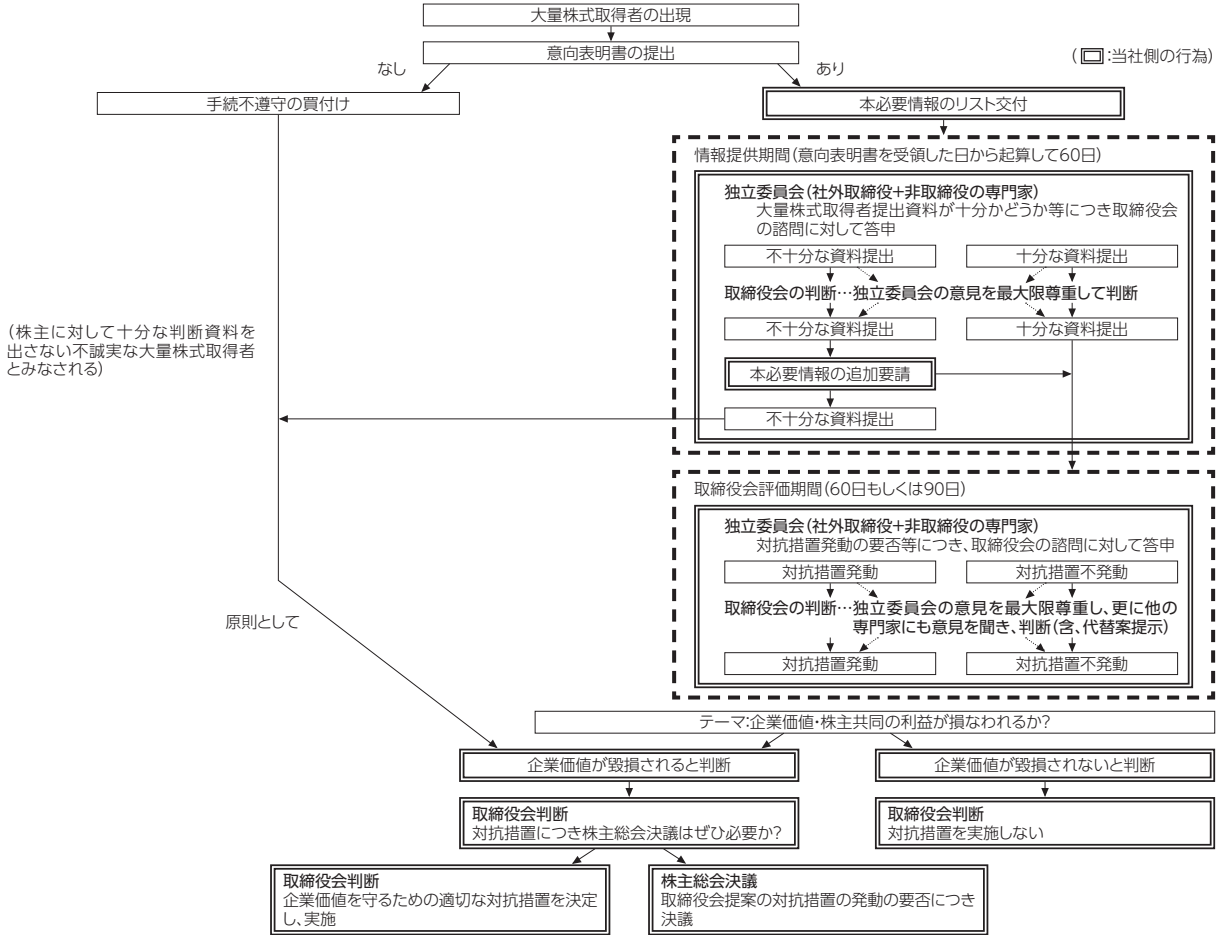 大量株式取得者の出現
意向表明書の提出
(□:当社側の行為)
なし
あり
手続不遵守の買付け
本必要情報のリスト交付
情報提供期間(意向表明書を受領した日から起算して60日)
独立委員会(社外取締役+非取締役の専門家)
大量株式取得者提出資料が十分かどうか等につき取締役会
の諮問に対して答申
不十分な資料提出
十分な資料提出
取締役会の判断…独立委員会の意見を最大限尊重して判断
不十分な資料提出
十分な資料提出
(株主に対して十分な判断資料を
出さない不誠実な大量株式取得者
とみなされる)
本必要情報の追加要請
不十分な資料提出
取締役会評価期間(60日もしくは90日)
独立委員会(社外取締役+非取締役の専門家)
対抗措置発動の要否等につき、取締役会の諮問に対して答申
対抗措置発動
対抗措置不発動
取締役会の判断…独立委員会の意見を最大限尊重し、更に他の
専門家にも意見を聞き、判断(含、代替案提示)
対抗措置発動
対抗措置不発動
原則として
テーマ:企業価値・株主共同の利益が損なわれるか?
企業価値が毀損されると判断
企業価値が毀損されないと判断
取締役会判断
対抗措置につき株主総会決議はぜひ必要か?
取締役会判断
対抗措置を実施しない
取締役会判断
企業価値を守るための適切な対抗措置を決定
し、実施
株主総会決議
取締役会提案の対抗措置の発動の要否につき
決議